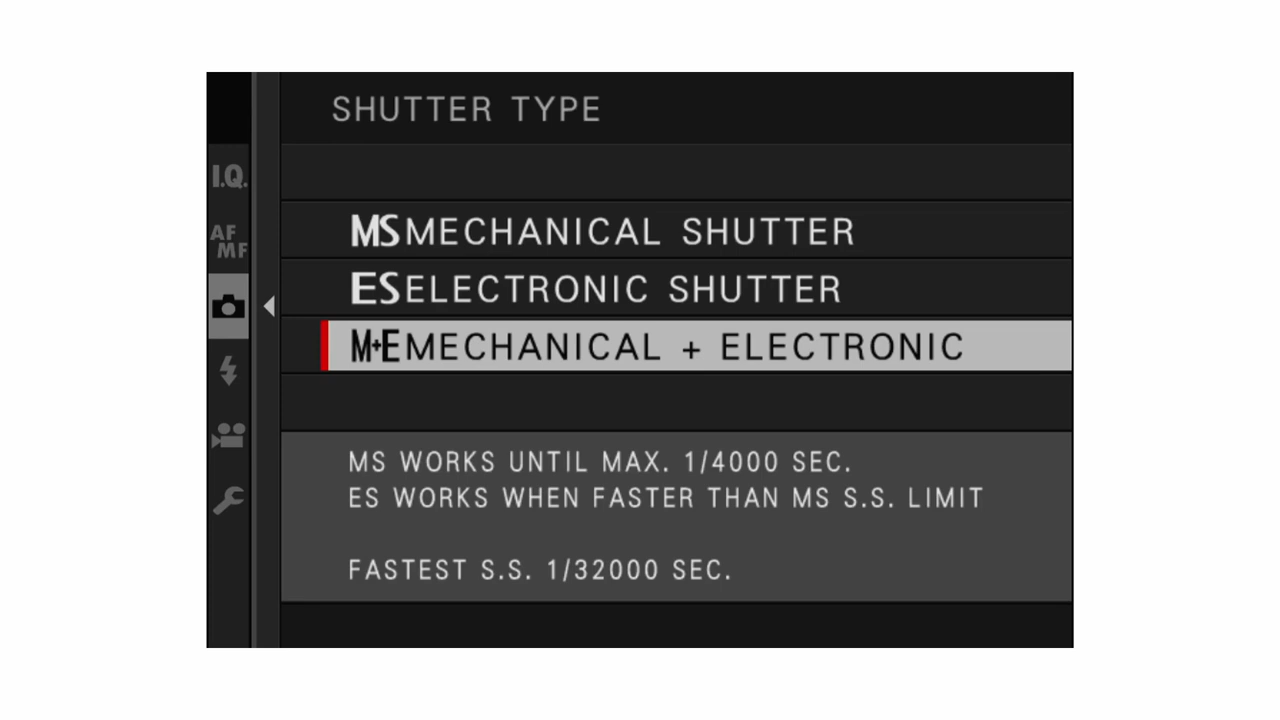 SHUTTER TYPE
I.Q.
AF
MF
MS MECHANICAL SHUTTER
ES ELECTRONIC SHUTTER
M+E MECHANICAL + ELECTRONIC
MS WORKS UNTIL MAX. 1/4000 SEC.
ES WORKS WHEN FASTER THAN MS S.S. LIMIT
FASTEST S.S. 1/32000 SEC.